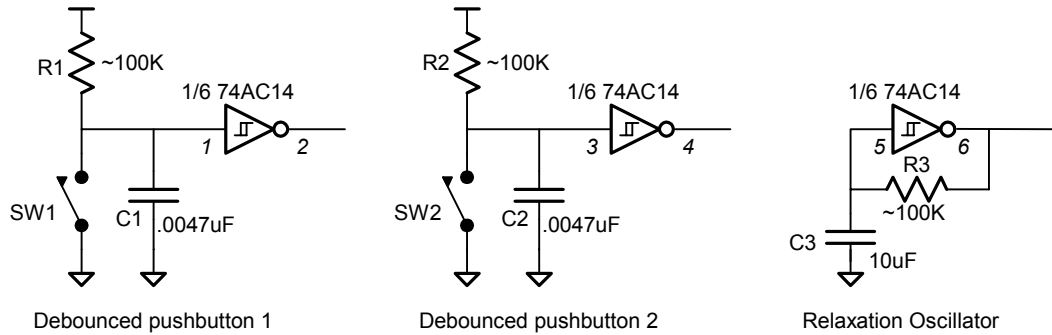 R1
~100K
1/6 74AC14
1
2
SW1
C1
.0047uF
Debounced pushbutton 1
R2
~100K
1/6 74AC14
3
4
SW2
C2
.0047uF
Debounced pushbutton 2
1/6 74AC14
5
6
R3
~100K
C3
10uF
Relaxation Oscillator